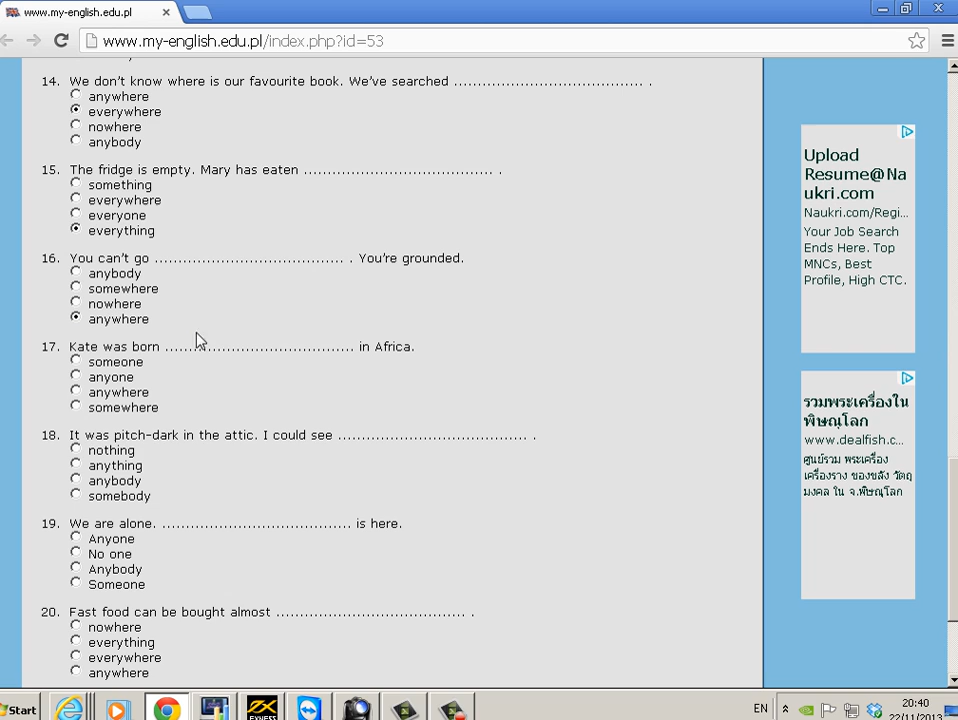 www.my-english.edu.pl
www.my-english.edu.pl/index.php?id=53
14. We don't know where is our favourite book. We've searched ........................................ .
anywhere
everywhere
nowhere
anybody
15. The fridge is empty. Mary has eaten ........................................ .
something
everywhere
everyone
everything
16. You can't go ........................................ . You're grounded.
anybody
somewhere
nowhere
anywhere
17. Kate was born ........................................ in Africa.
someone
anyone
anywhere
somewhere
18. It was pitch-dark in the attic. I could see ........................................ .
nothing
anything
anybody
somebody
19. We are alone. ........................................ is here.
Anyone
No one
Anybody
Someone
20. Fast food can be bought almost ........................................ .
nowhere
everything
everywhere
anywhere
Upload
Resume@Na
ukri.com
Naukri.com/Regi...
Your Job Search
Ends Here. Top
MNCs, Best
Profile, High CTC.
รวมพระเครื่องใน
พิษณุโลก
www.dealfish.c...
ศูนย์รวม พระเครื่อง
เครื่องราง ของขลัง วัตถุ
มงคล ใน จ.พิษณุโลก
Start
EXNESS
EN
20:40
22/11/2013